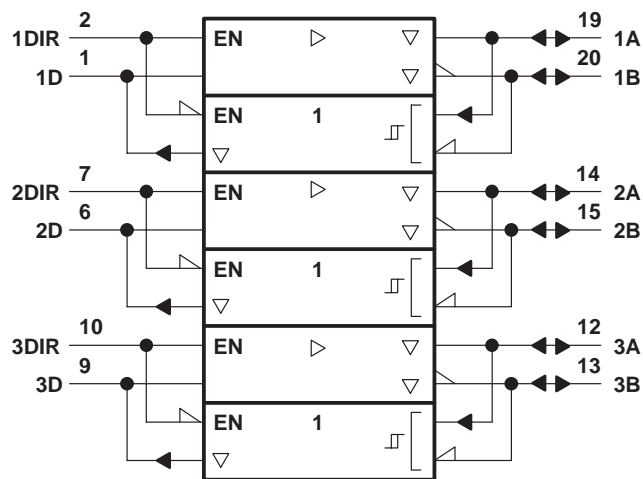 1DIR 2 EN 19 1A
1D 1 20 1B
EN 1
2DIR 7 EN 14 2A
2D 6 15 2B
EN 1
3DIR 10 EN 12 3A
3D 9 13 3B
EN 1